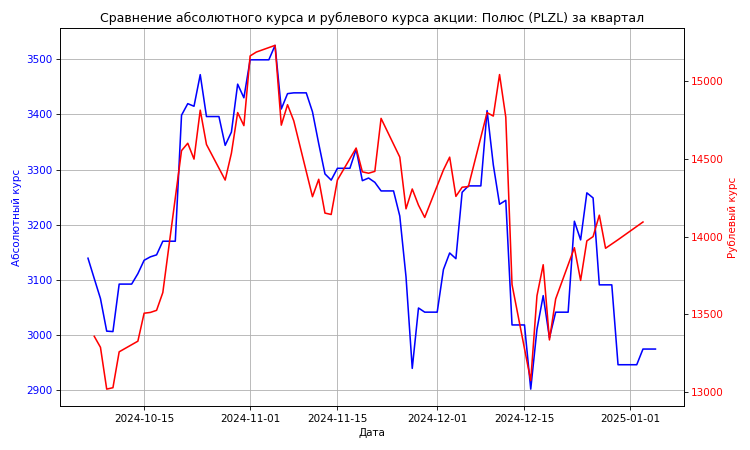 Сравнение абсолютного курса и рублевого курса акции: Полюс (PLZL) за квартал
Абсолютный курс
3500
3400
3300
3200
3100
3000
2900
15000
14500
14000
13500
13000
Рублевый курс
2024-10-15 2024-11-01 2024-11-15 2024-12-01 2024-12-15 2025-01-01
Дата